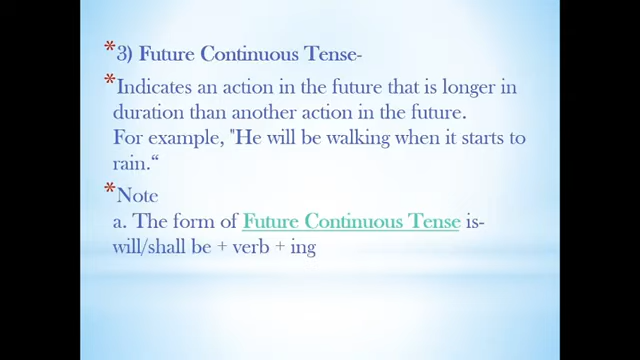 *3) Future Continuous Tense-
*Indicates an action in the future that is longer in
duration than another action in the future.
For example, "He will be walking when it starts to
rain.“
*Note
a. The form of Future Continuous Tense is-
will/shall be + verb + ing